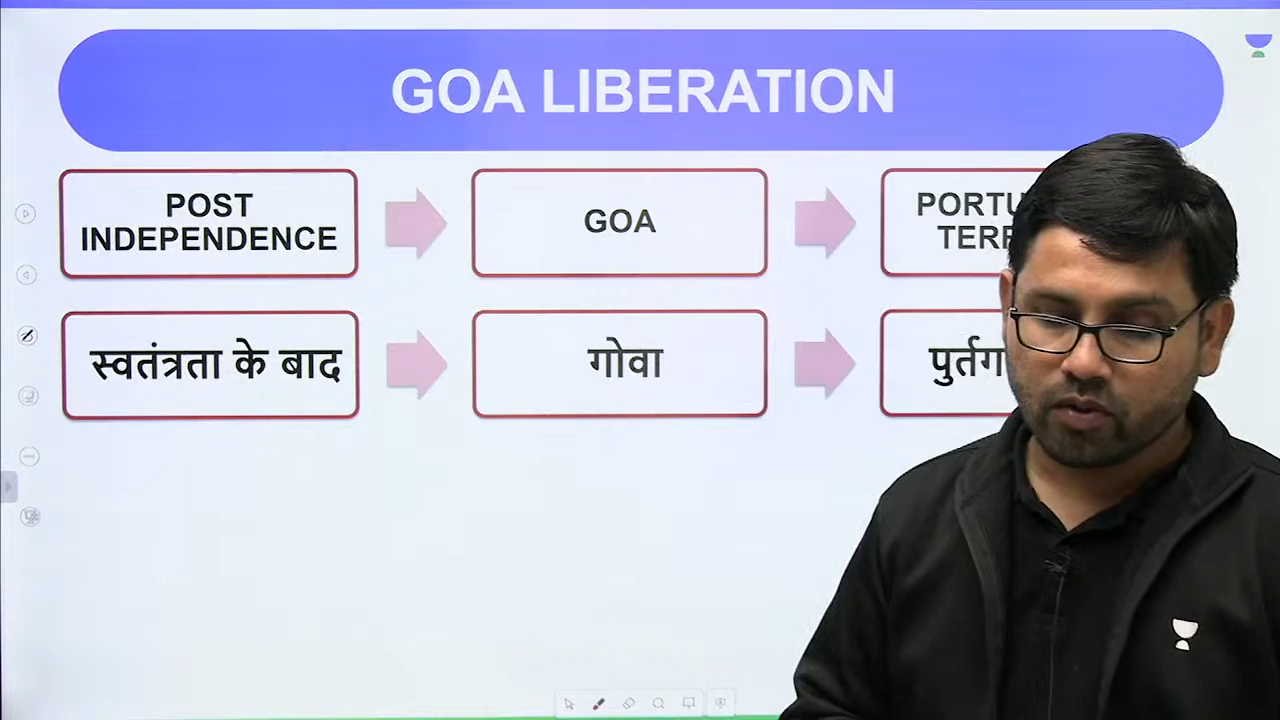 GOA LIBERATION
POST
INDEPENDENCE
GOA
स्वतंत्रता के बाद
गोवा